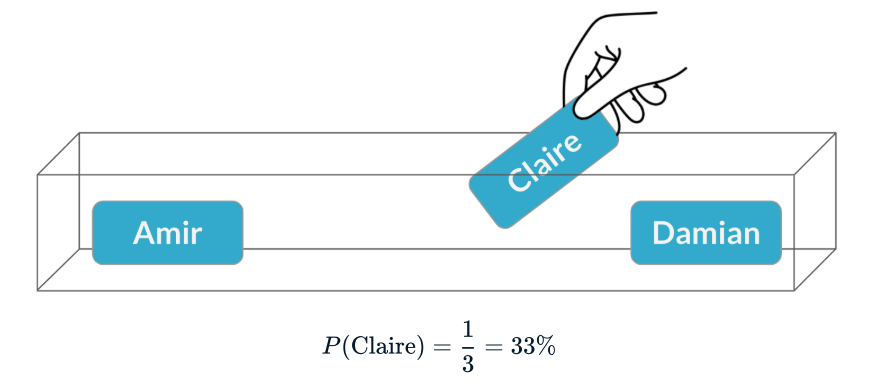 Claire
Amir
Damian
P(Claire) = 1/3 = 33%